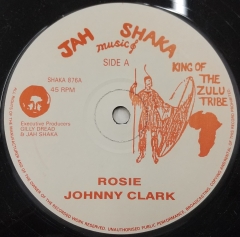 JAH SHAKA
music
SIDE A
KING OF
THE
ZULU
TRIBE
SHAKA 876A
45 RPM
Executive Producers
GILLY DREAD
& JAH SHAKA
ROSIE
JOHNNY CLARK